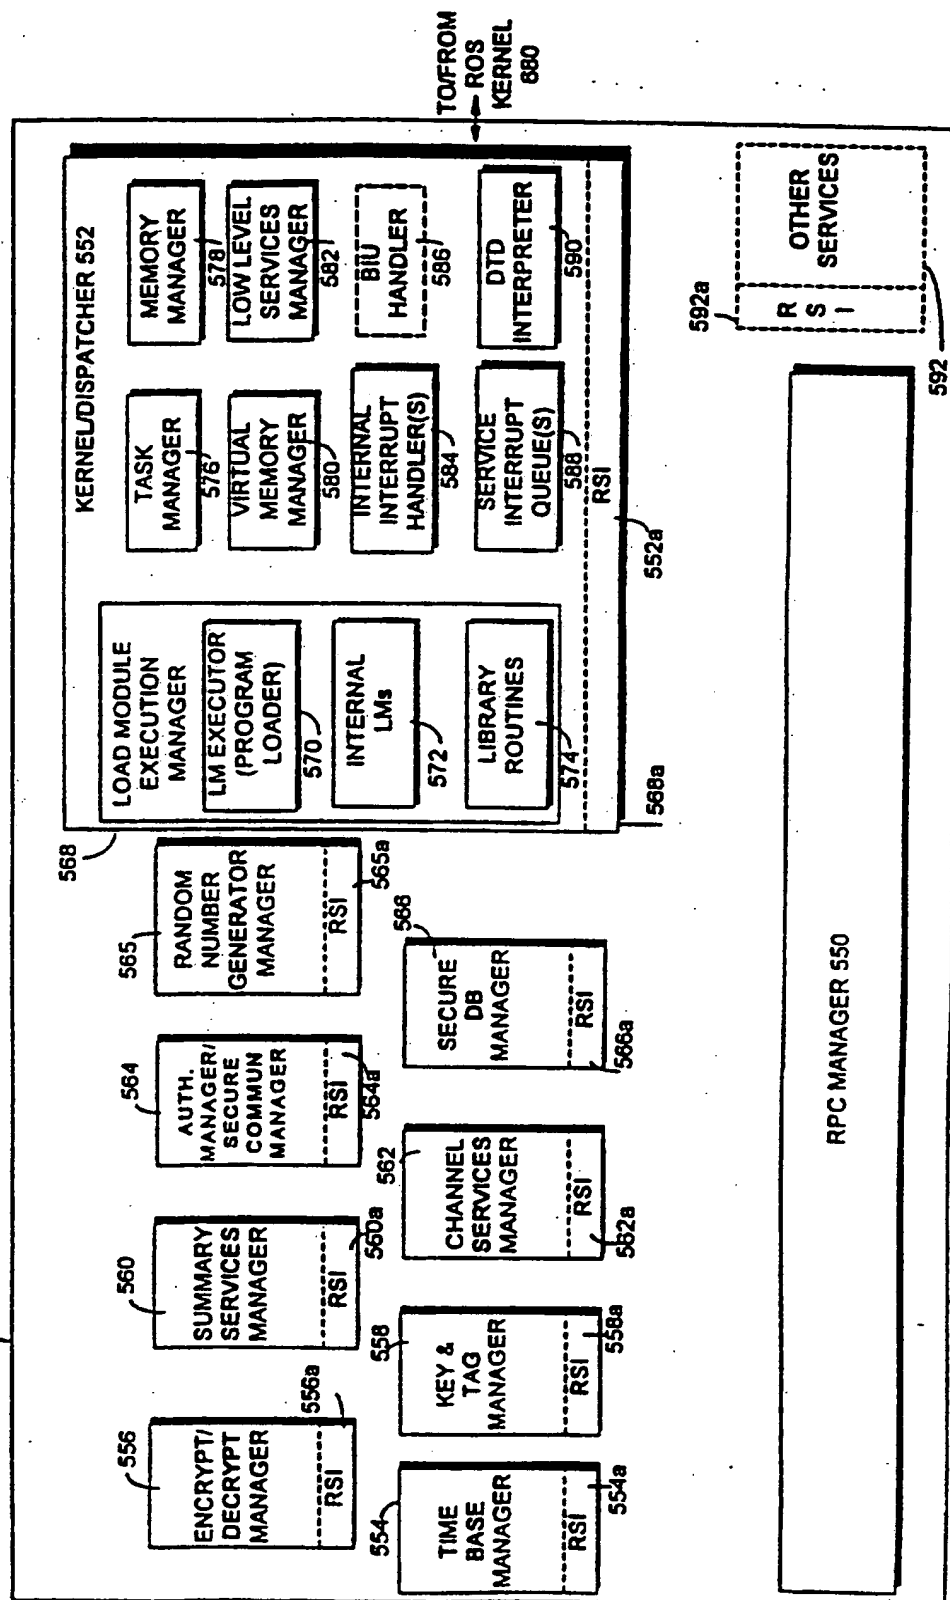 TO/FROM
ROS
KERNEL
680
KERNEL/DISPATCHER 552
568
LOAD MODULE
EXECUTION
MANAGER
LM EXECUTOR
(PROGRAM
LOADER)
570
INTERNAL
LMs
572
LIBRARY
ROUTINES
574
568a
TASK
MANAGER
576
MEMORY
MANAGER
578
VIRTUAL
MEMORY
MANAGER
580
LOW LEVEL
SERVICES
MANAGER
582
INTERNAL
INTERRUPT
HANDLER(S)
584
BIU
HANDLER
586
SERVICE
INTERRUPT
QUEUE(S)
588
DTD
INTERPRETER
590
RSI
552a
556
ENCRYPT/
DECRYPT
MANAGER
RSI
556a
560
SUMMARY
SERVICES
MANAGER
RSI
560a
564
AUTH.
MANAGER/
SECURE
COMMUN
MANAGER
RSI
564a
565
RANDOM
NUMBER
GENERATOR
MANAGER
RSI
565a
554
TIME
BASE
MANAGER
RSI
554a
558
KEY &
TAG
MANAGER
RSI
558a
562
CHANNEL
SERVICES
MANAGER
RSI
562a
566
SECURE
DB
MANAGER
RSI
566a
592a
R
S
I
OTHER
SERVICES
592
RPC MANAGER 550